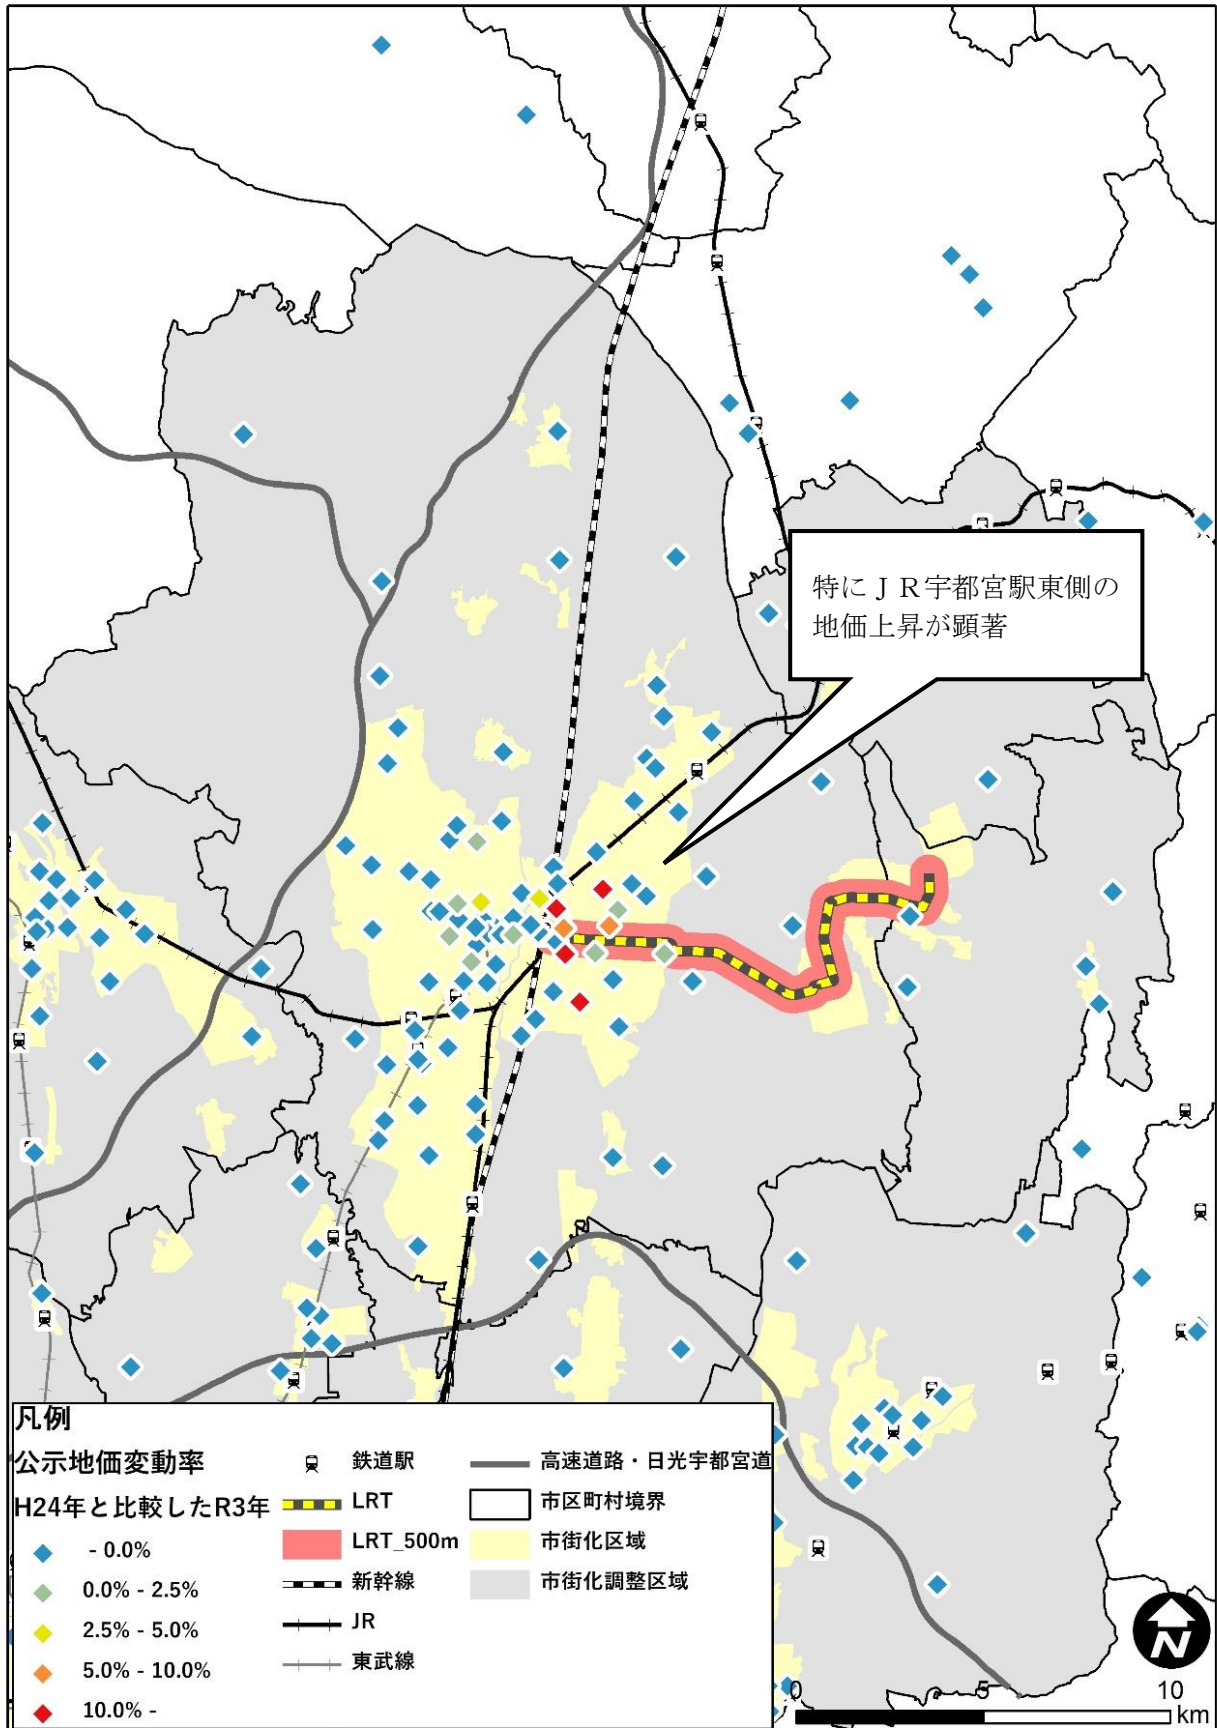 特にＪＲ宇都宮駅東側の
地価上昇が顕著
凡例
公示地価変動率
H24年と比較したR3年
- 0.0%
0.0% - 2.5%
2.5% - 5.0%
5.0% - 10.0%
10.0% -
鉄道駅
LRT
LRT_500m
新幹線
JR
東武線
高速道路・日光宇都宮道
市区町村境界
市街化区域
市街化調整区域
N
0 5 10
km